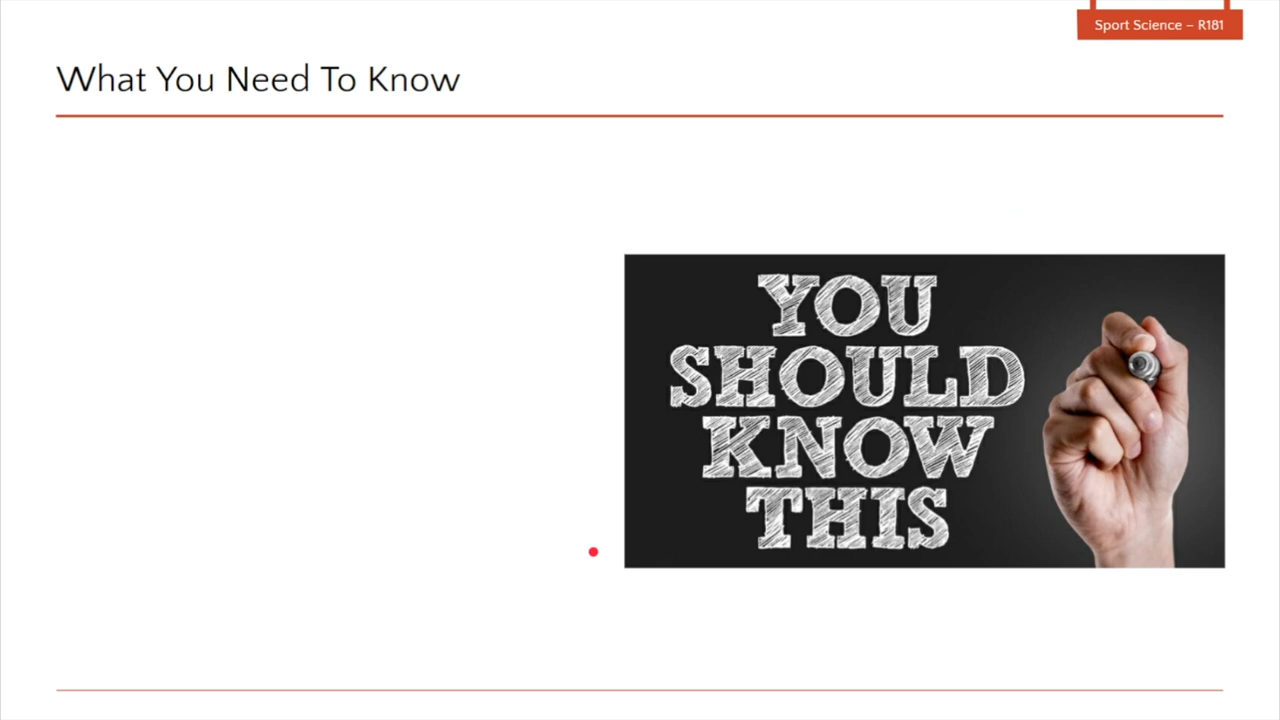 Sport Science – R181
What You Need To Know
YOU
SHOULD
KNOW
THIS